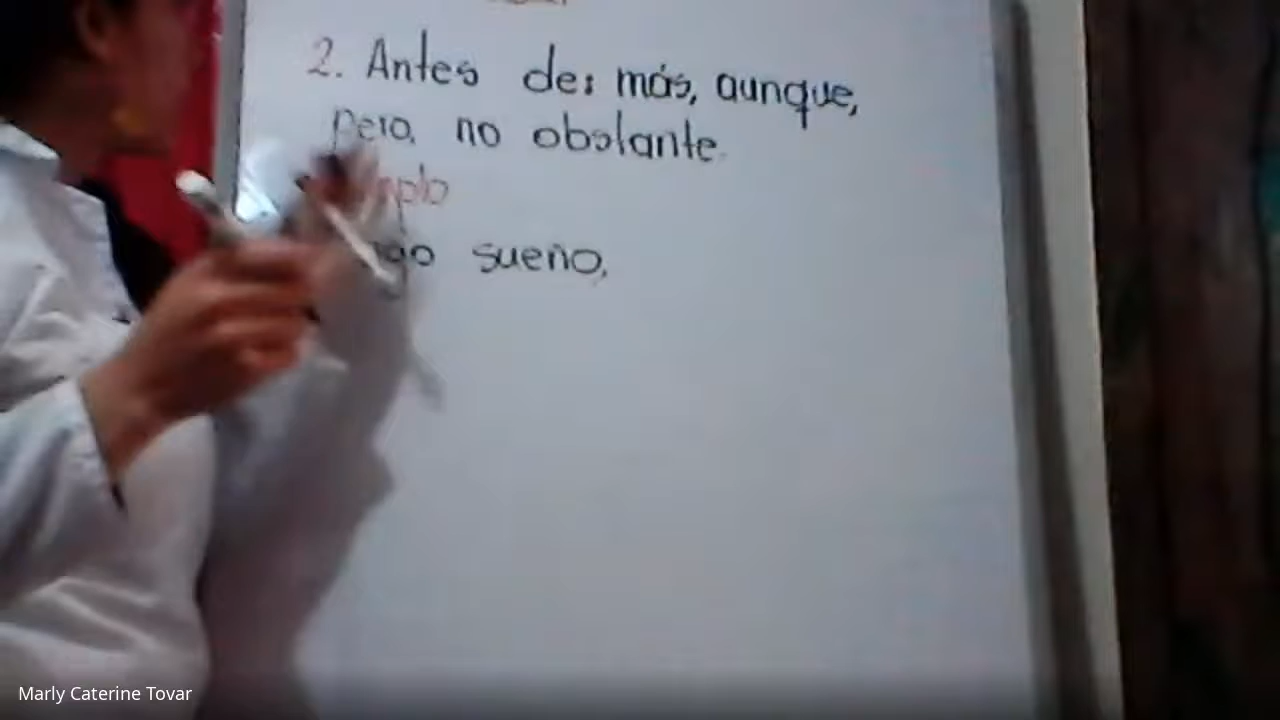 2. Antes de: más, aunque,
pero, no obstante.
sueño,
Marly Caterine Tovar